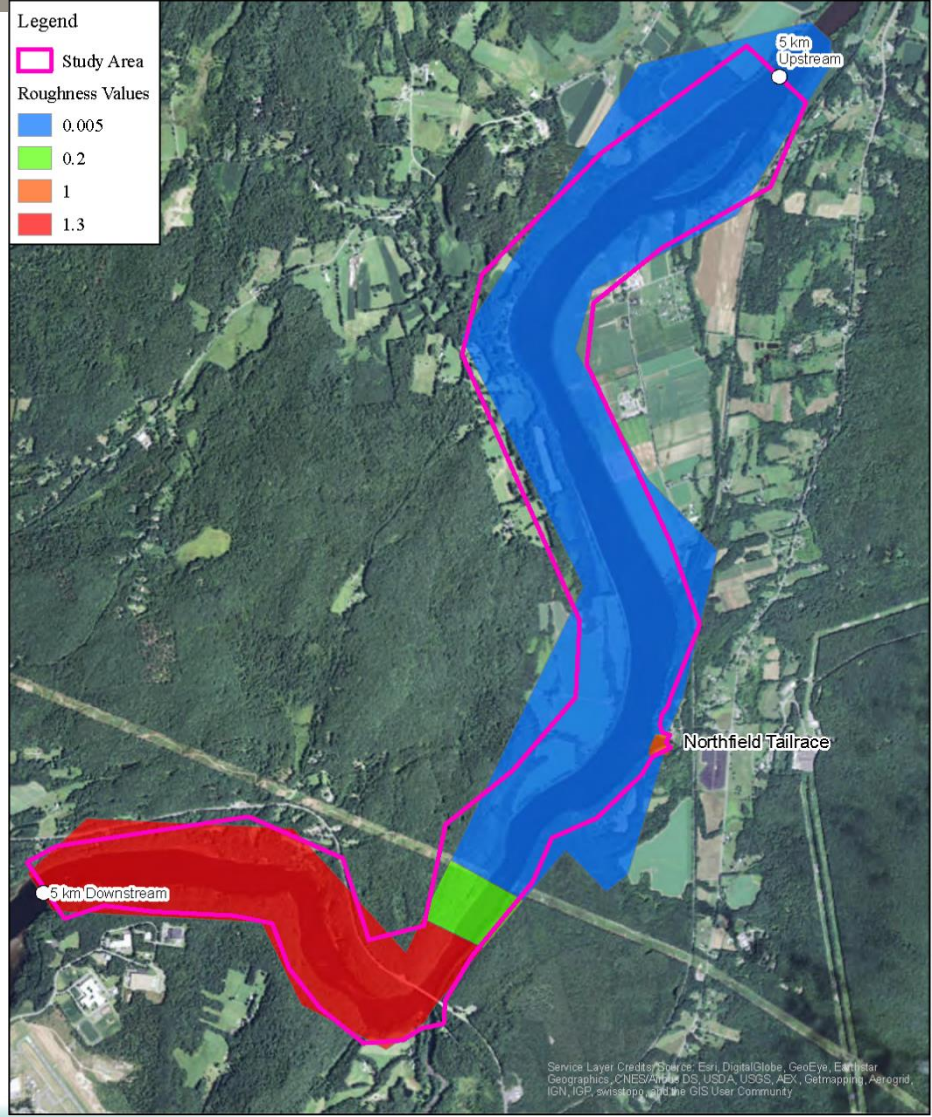 Legend
Study Area
Roughness Values
0.005
0.2
1
1.3
5 km
Upstream
Northfield Tailrace
5 km Downstream
Service Layer Credits: Source: Esri, DigitalGlobe, GeoEye, Earthstar
Geographics, CNES/Airbus DS, USDA, USGS, AEX, Getmapping, Aerogrid,
IGN, IGP, swisstopo, and the GIS User Community